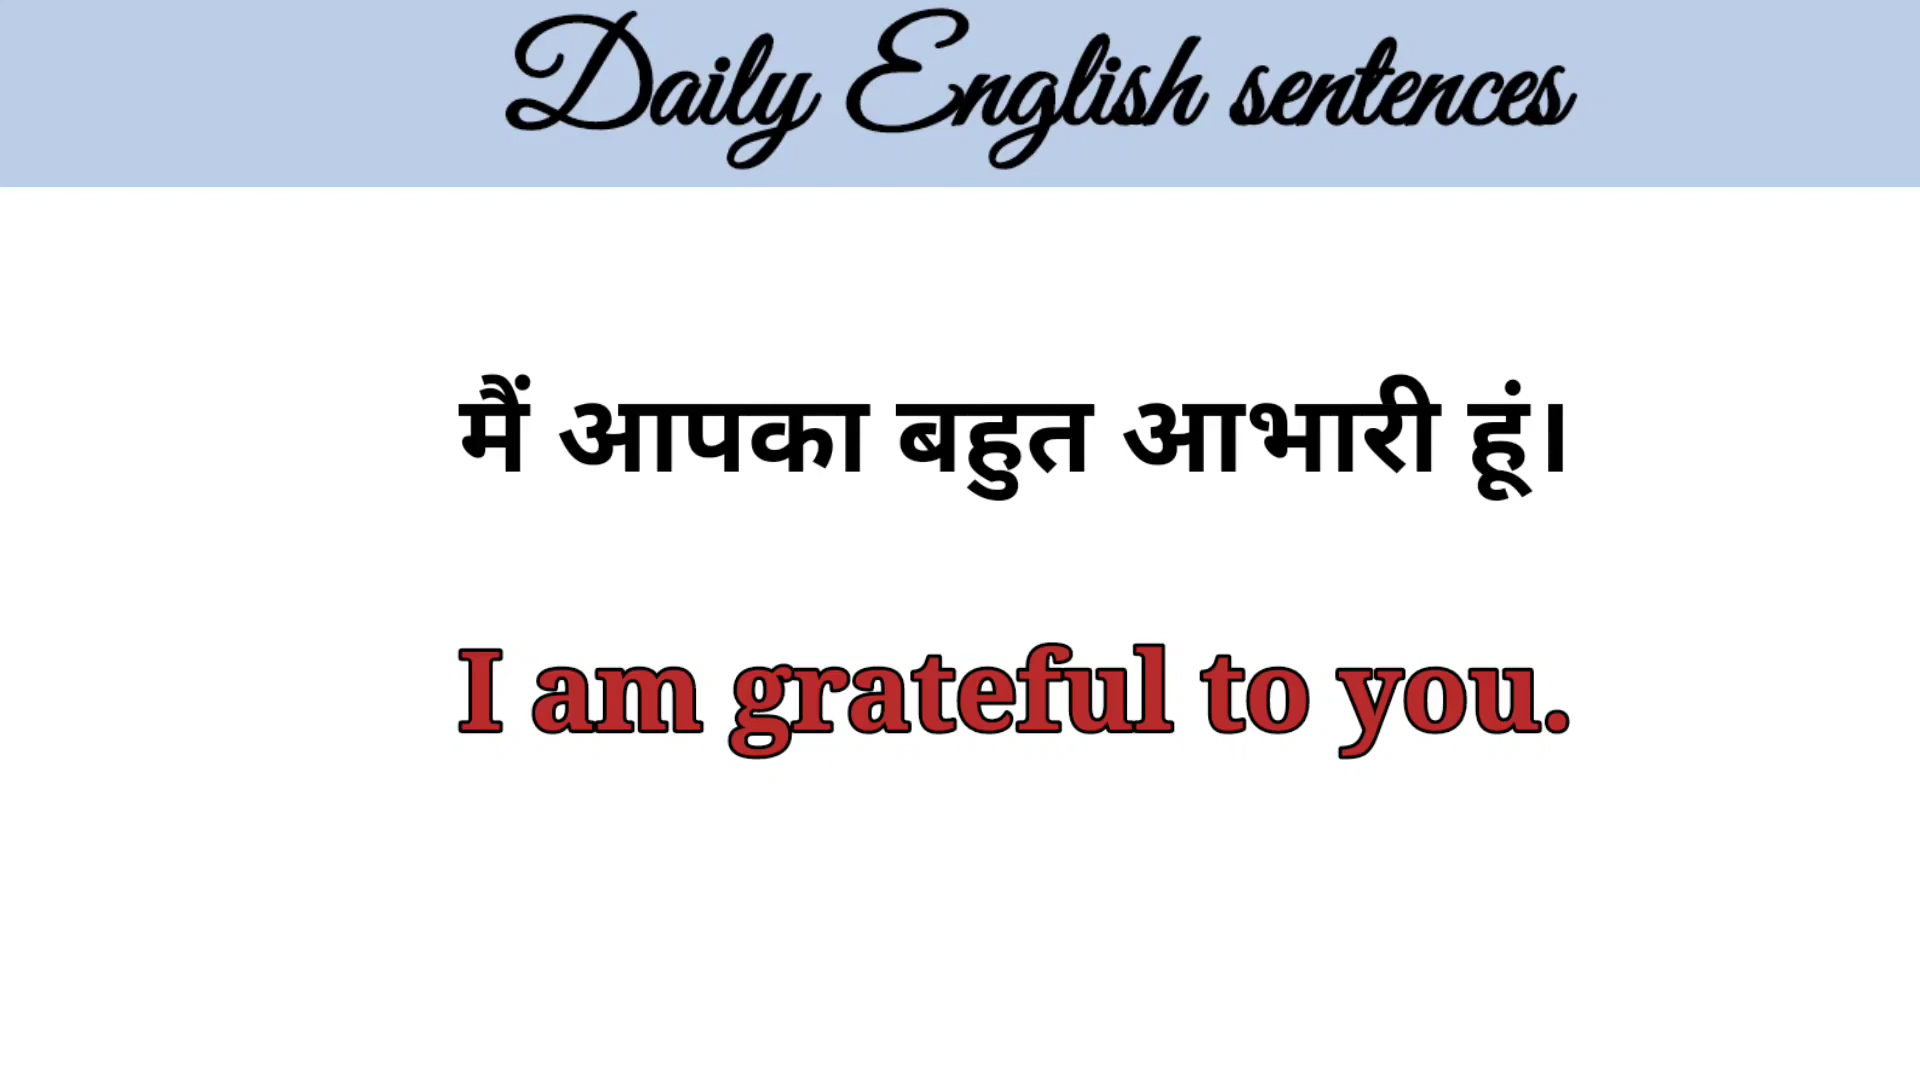 Daily English sentences
मैं आपका बहुत आभारी हूं।
I am grateful to you.